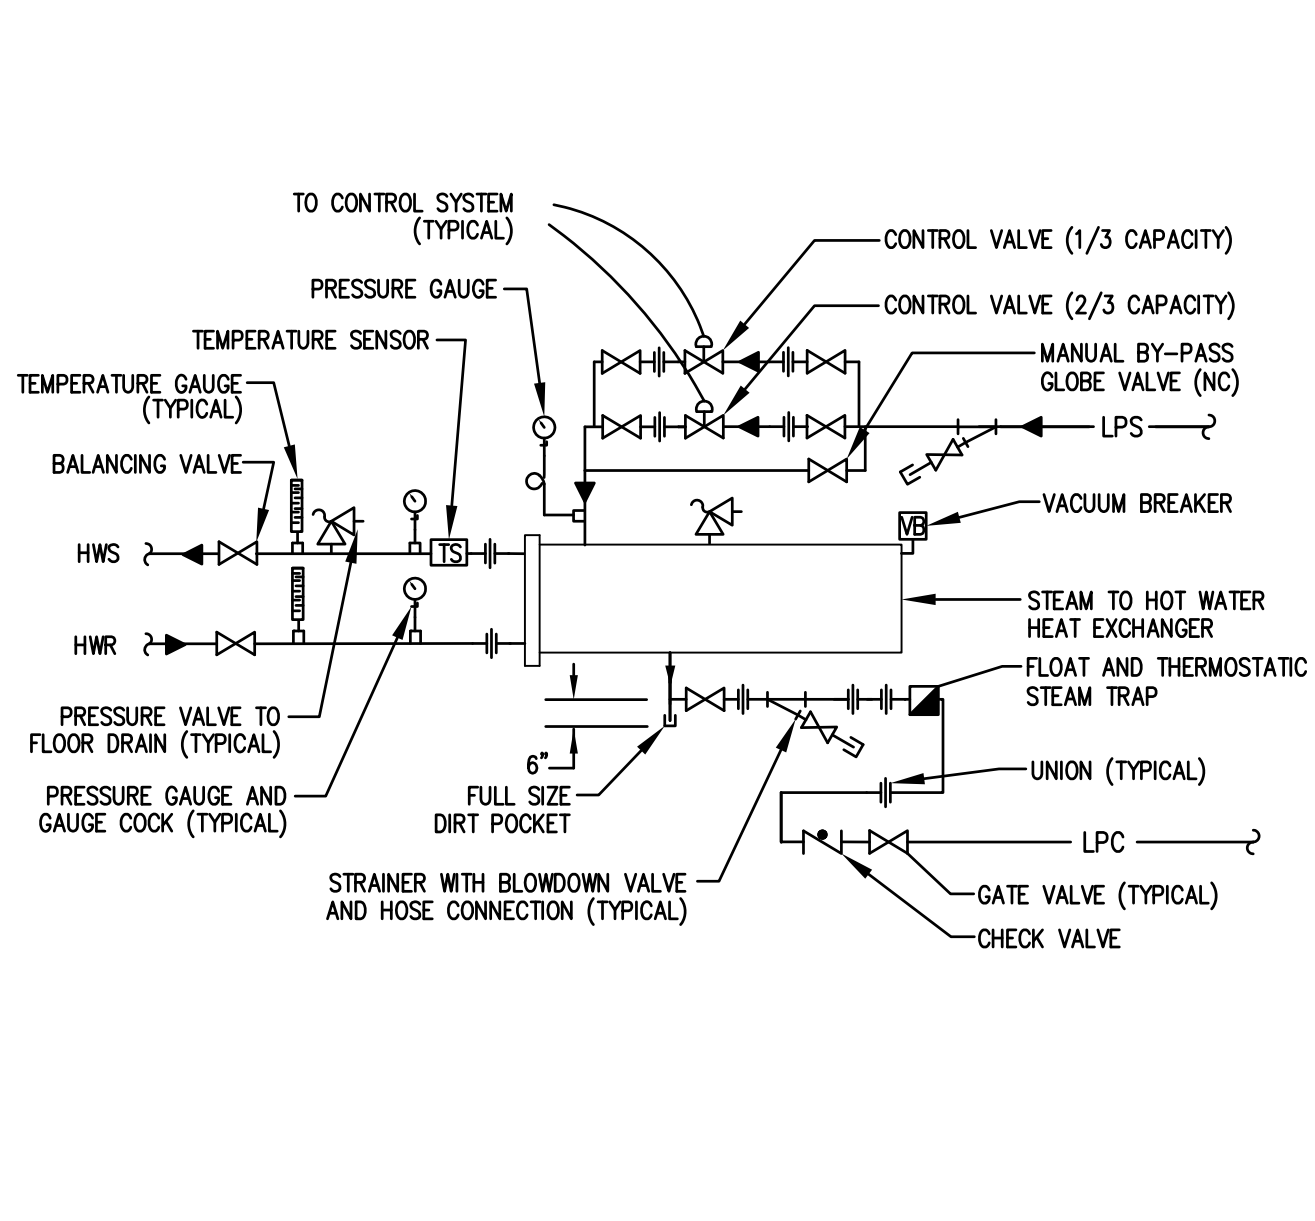 TO CONTROL SYSTEM
(TYPICAL)
CONTROL VALVE (1/3 CAPACITY)
PRESSURE GAUGE
CONTROL VALVE (2/3 CAPACITY)
TEMPERATURE SENSOR
MANUAL BY-PASS
GLOBE VALVE (NC)
TEMPERATURE GAUGE
(TYPICAL)
LPS
BALANCING VALVE
VACUUM BREAKER
VB
HWS
TS
STEAM TO HOT WATER
HEAT EXCHANGER
HWR
FLOAT AND THERMOSTATIC
STEAM TRAP
PRESSURE VALVE TO
FLOOR DRAIN (TYPICAL)
6"
UNION (TYPICAL)
PRESSURE GAUGE AND
GAUGE COCK (TYPICAL)
FULL SIZE
DIRT POCKET
LPC
STRAINER WITH BLOWDOWN VALVE
AND HOSE CONNECTION (TYPICAL)
GATE VALVE (TYPICAL)
CHECK VALVE